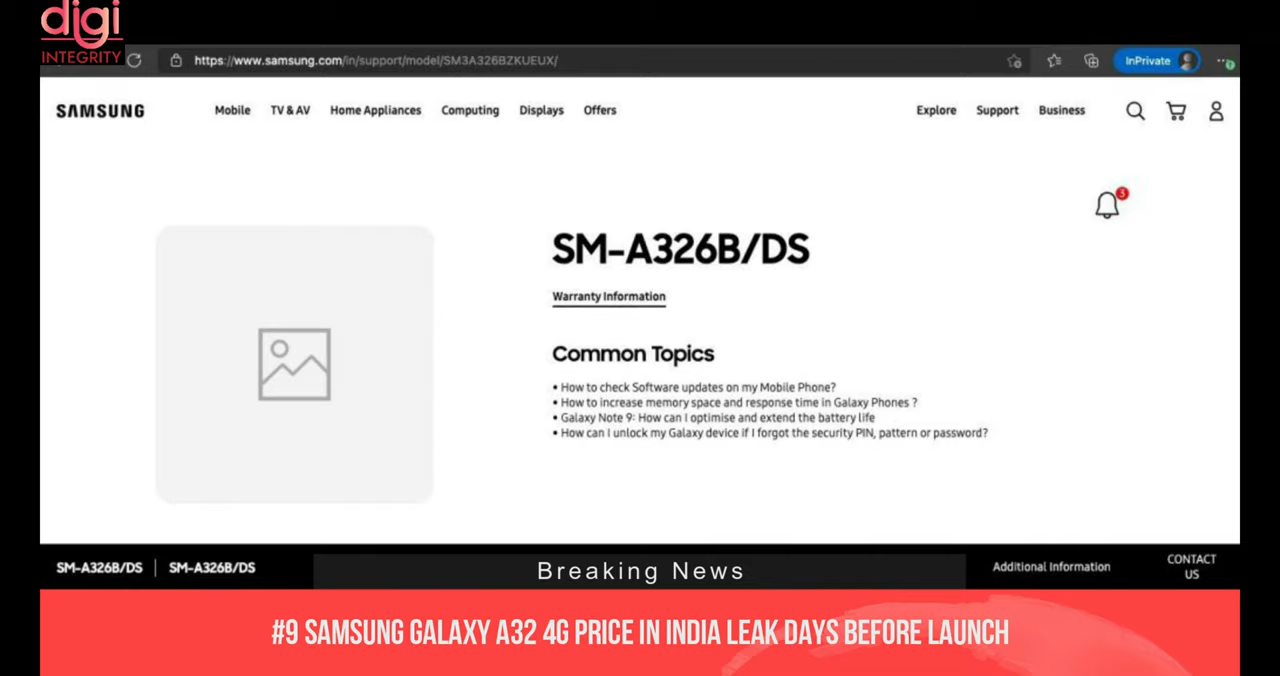 digi
INTEGRITY
https://www.samsung.com/in/support/model/SM3A326BZKUEUX/
InPrivate
SAMSUNG Mobile TV & AV Home Appliances Computing Displays Offers Explore Support Business
3
SM-A326B/DS
Warranty Information
Common Topics
• How to check Software updates on my Mobile Phone?
• How to increase memory space and response time in Galaxy Phones ?
• Galaxy Note 9: How can I optimise and extend the battery life
• How can I unlock my Galaxy device if I forgot the security PIN, pattern or password?
SM-A326B/DS | SM-A326B/DS
Breaking News
Additional Information
CONTACT
US
#9 SAMSUNG GALAXY A32 4G PRICE IN INDIA LEAK DAYS BEFORE LAUNCH